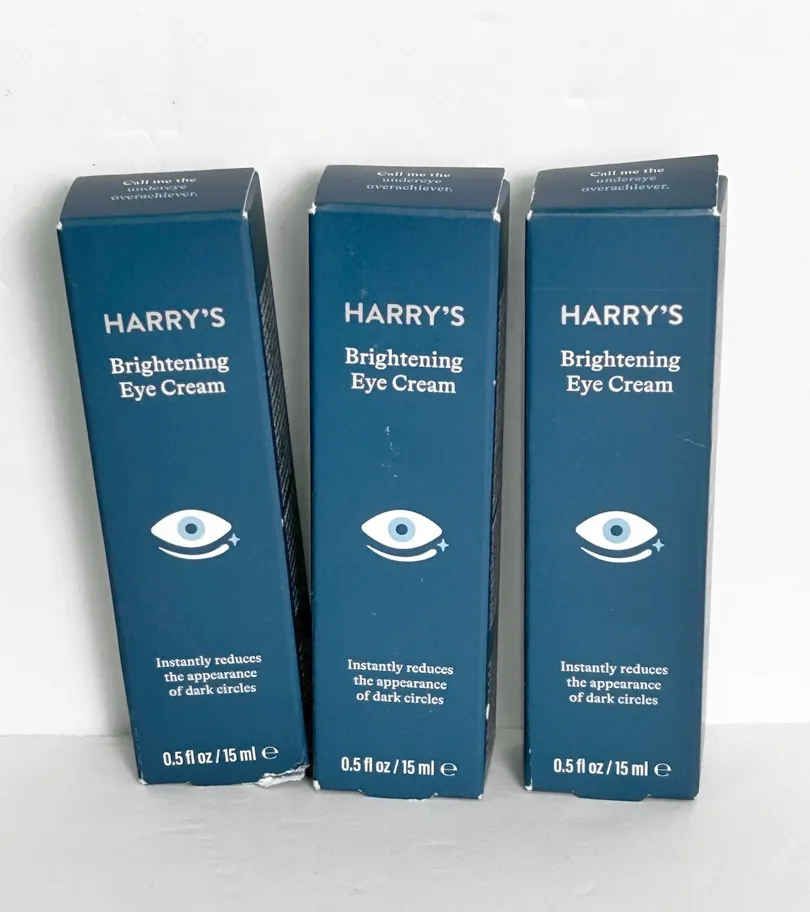 Call me the
undereye
overachiever.
HARRY'S
Brightening
Eye Cream
Instantly reduces
the appearance
of dark circles
0.5 fl oz / 15 ml ℮
Call me the
undereye
overachiever.
HARRY'S
Brightening
Eye Cream
Instantly reduces
the appearance
of dark circles
0.5 fl oz / 15 ml ℮
Call me the
undereye
overachiever.
HARRY'S
Brightening
Eye Cream
Instantly reduces
the appearance
of dark circles
0.5 fl oz / 15 ml ℮